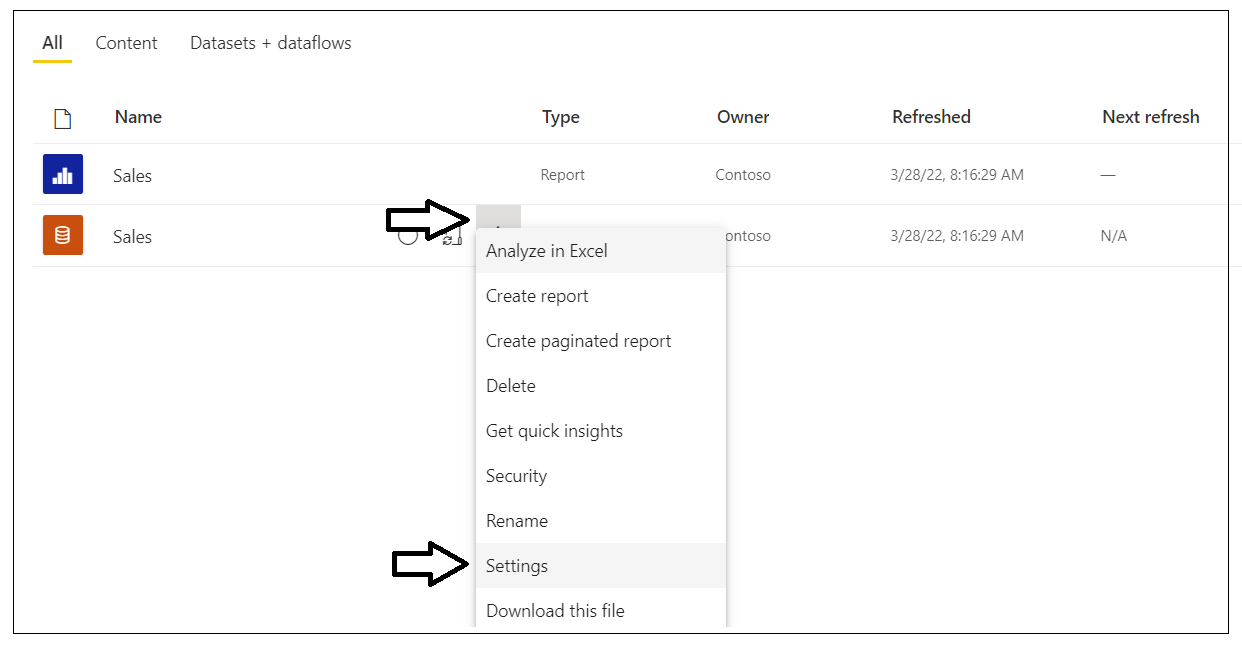 All Content Datasets + dataflows
Name Type Owner Refreshed Next refresh
Sales Report Contoso 3/28/22, 8:16:29 AM —
Sales ontoso 3/28/22, 8:16:29 AM N/A
Analyze in Excel
Create report
Create paginated report
Delete
Get quick insights
Security
Rename
Settings
Download this file